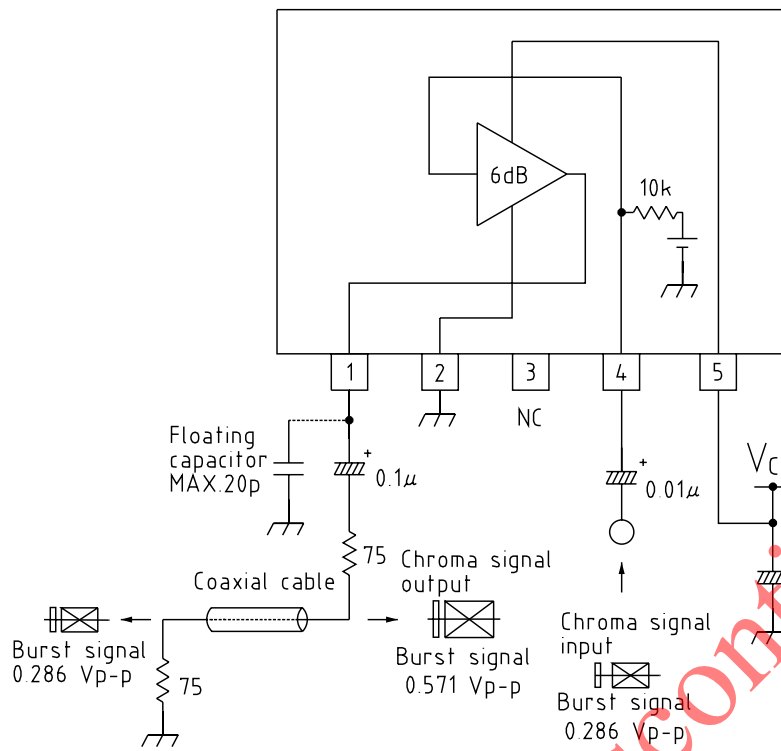 6dB
10k
1
2
3
4
5
NC
Floating
capacitor
MAX.20p
+
0.1μ
+
0.01μ
VC
75
Coaxial cable
Chroma signal
output
Chroma signal
input
Burst signal
0.286 Vp-p
75
Burst signal
0.571 Vp-p
Burst signal
0.286 Vp-p